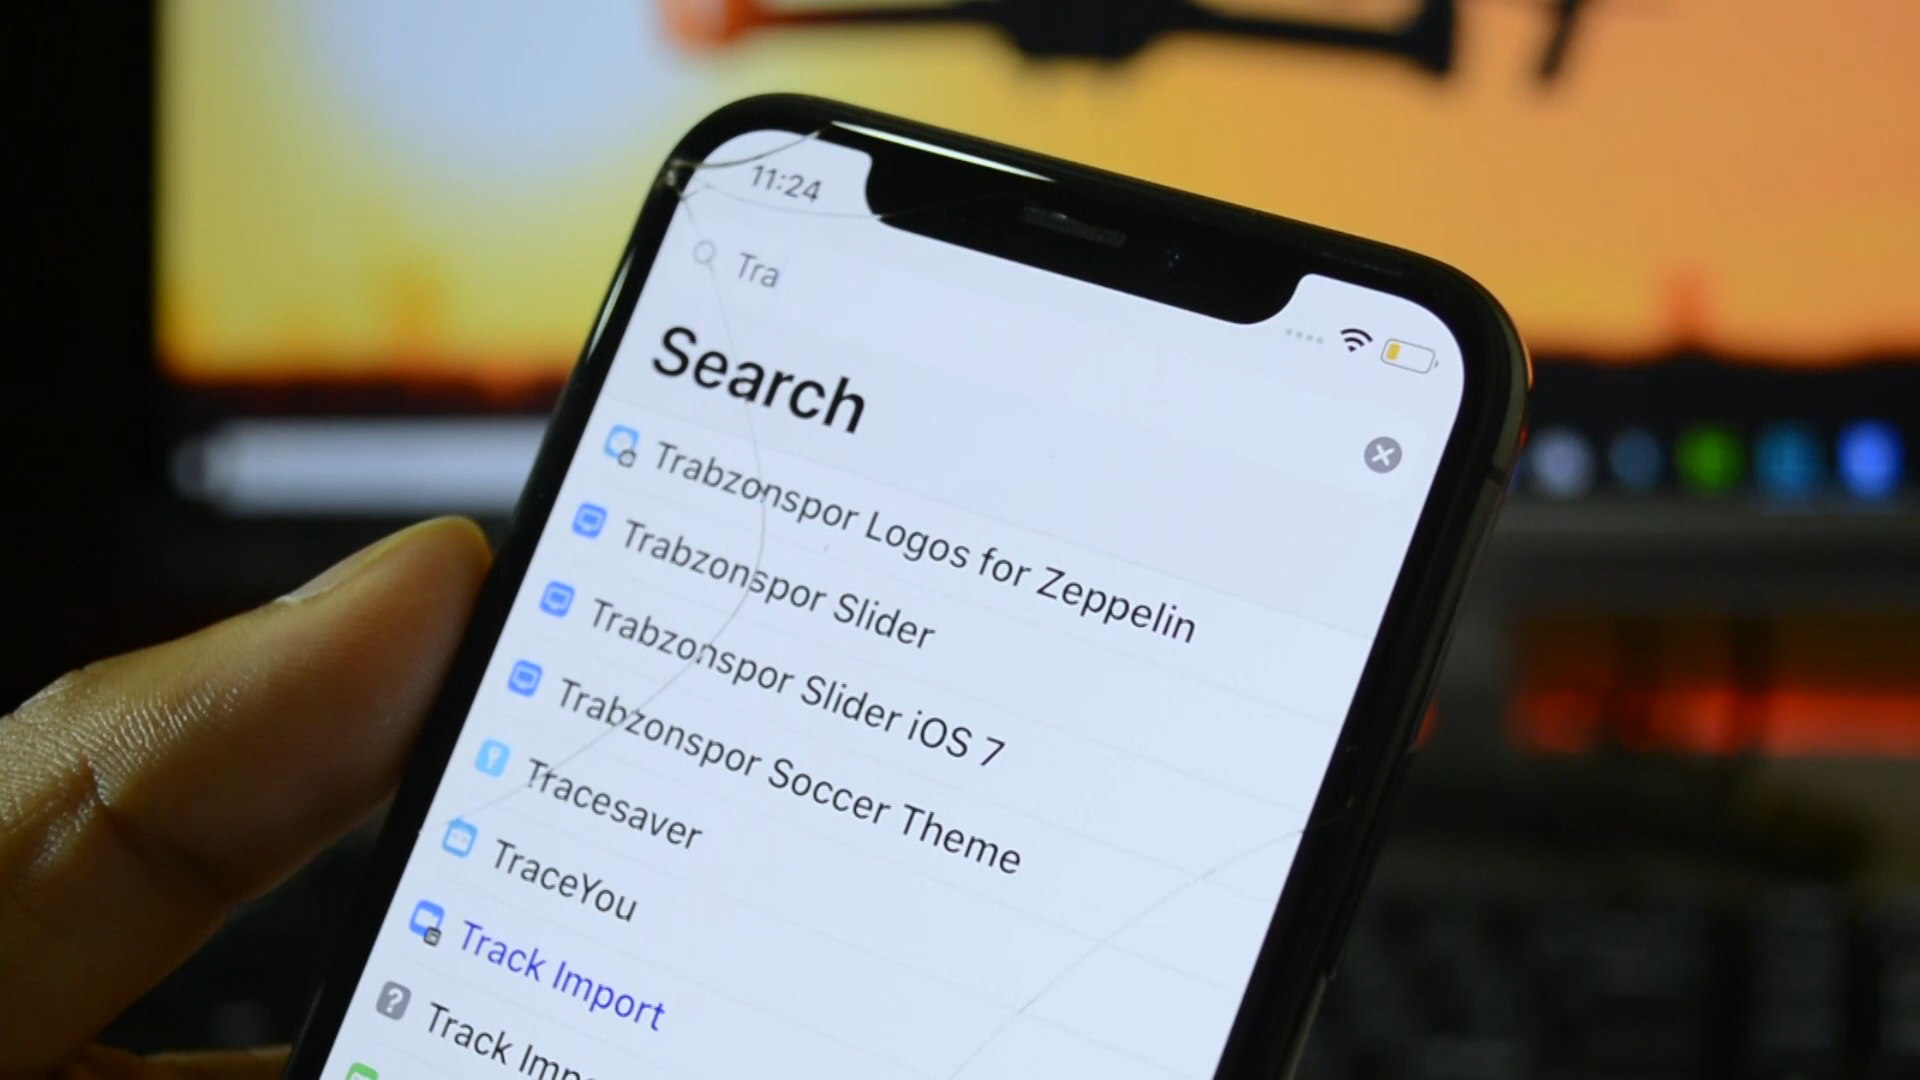 11:24
Tra
Search
Trabzonspor Logos for Zeppelin
Trabzonspor Slider
Trabzonspor Slider iOS 7
Trabzonspor Soccer Theme
Tracesaver
TraceYou
Track Import
Track Impo